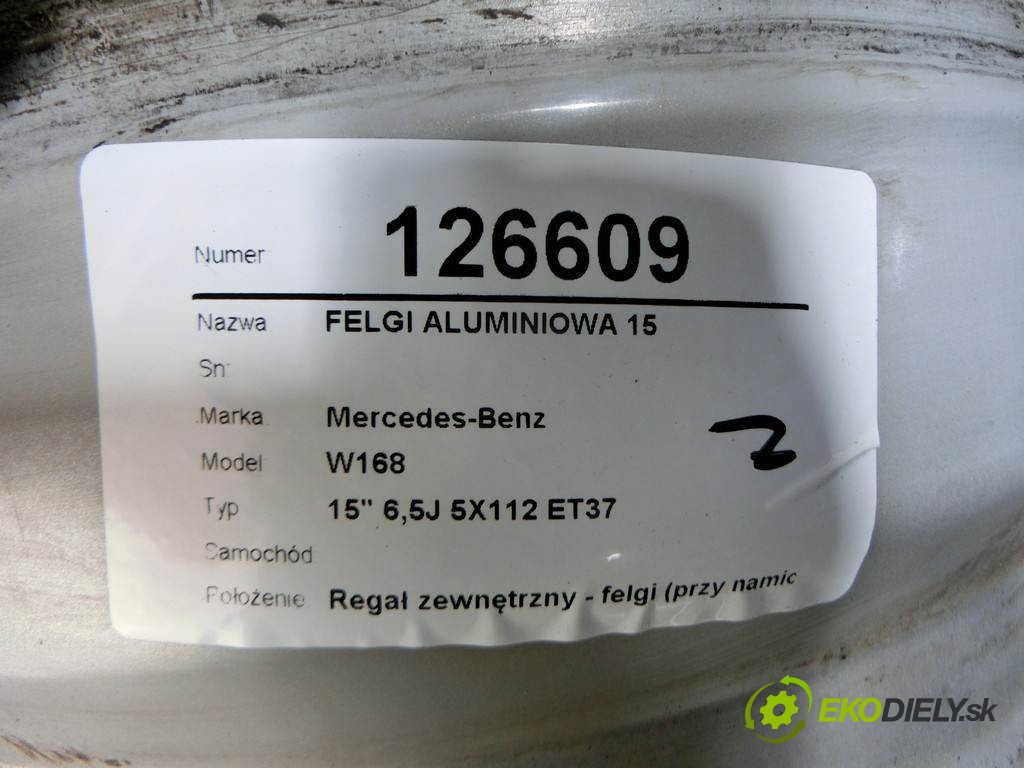 Numer 126609
Nazwa FELGI ALUMINIOWA 15
Sn:
Marka Mercedes-Benz
Model W168
Typ 15" 6,5J 5X112 ET37
Samochód
Położenie Regał zewnętrzny - felgi (przy namic
2
EKODIELY.sk